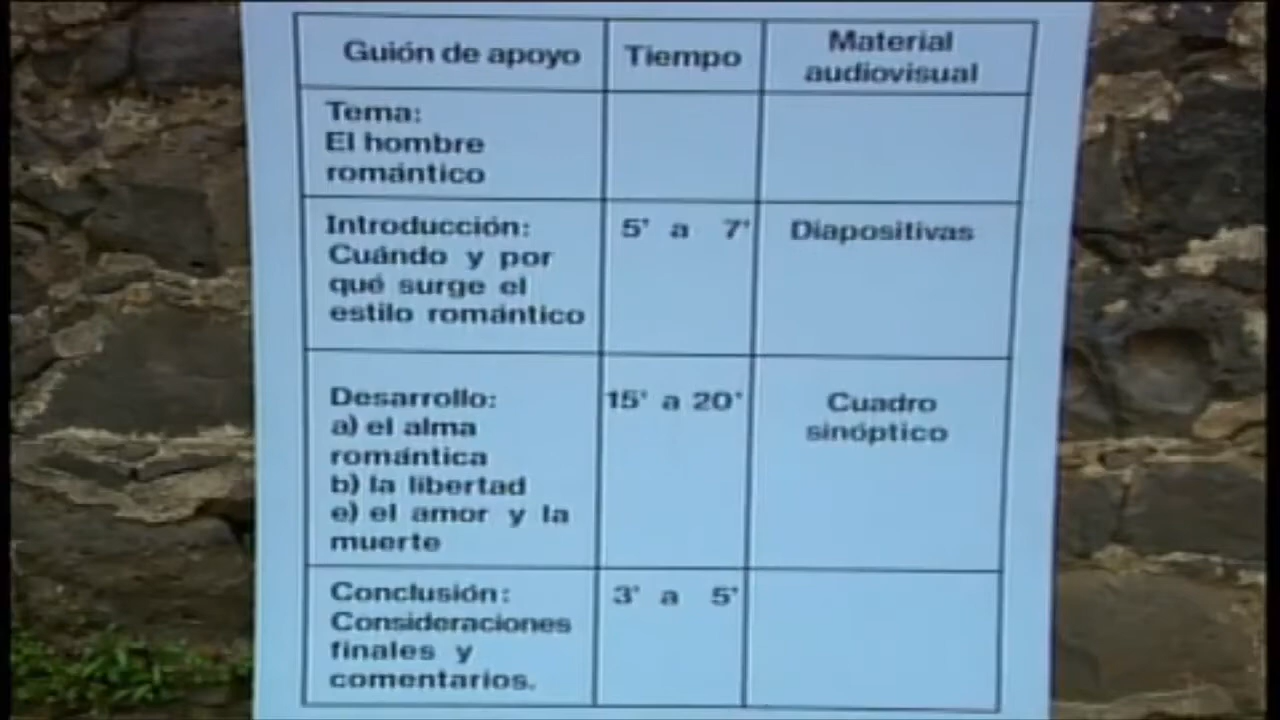 Guión de apoyo
Tiempo
Material
audiovisual
Tema:
El hombre
romántico
Introducción:
Cuándo y por
qué surge el
estilo romántico
5' a 7'
Diapositivas
Desarrollo:
a) el alma
romántica
b) la libertad
e) el amor y la
muerte
15' a 20'
Cuadro
sinóptico
Conclusión:
Consideraciones
finales y
comentarios.
3' a 5'